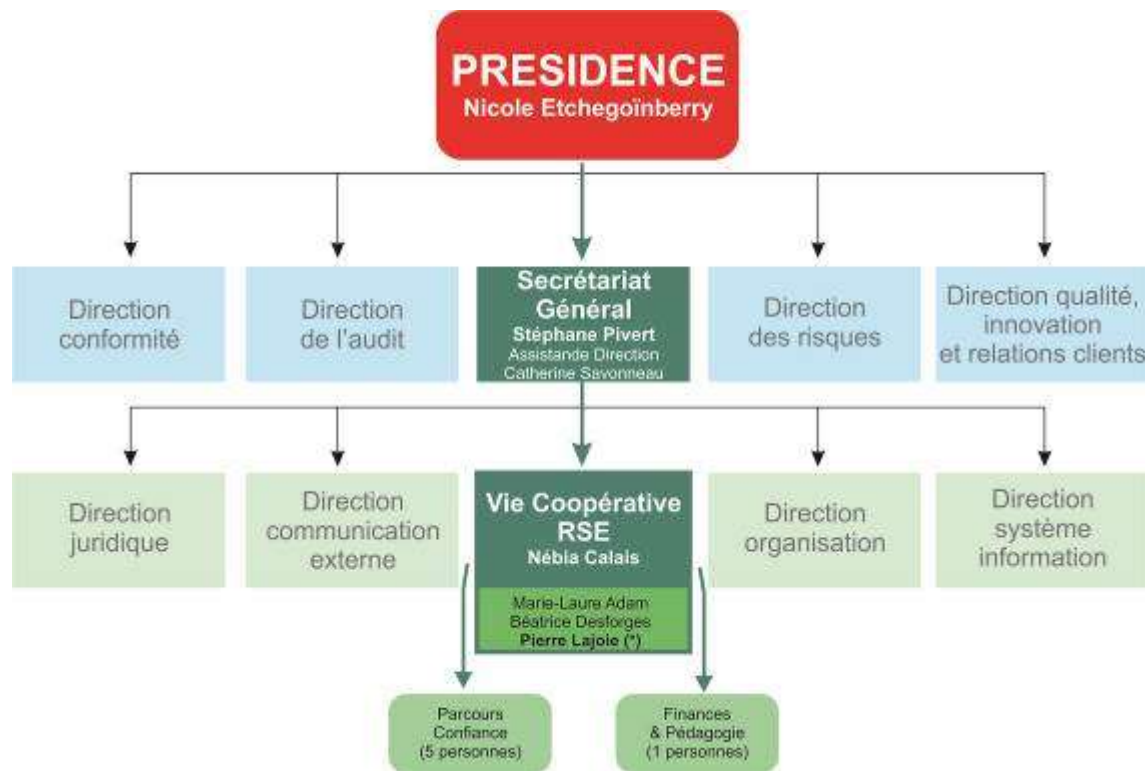 PRESIDENCE
Nicole Etchegoïnberry
Direction
conformité
Direction
de l'audit
Secrétariat
Général
Stéphane Pivert
Assistande Direction
Catherine Savonneau
Direction
des risques
Direction qualité,
innovation
et relations clients
Direction
juridique
Direction
communication
externe
Vie Coopérative
RSE
Nébia Calais
Marie-Laure Adam
Béatrice Desforges
Pierre Lajoie (*)
Direction
organisation
Direction
système
information
Parcours
Confiance
(5 personnes)
Finances
& Pédagogie
(1 personnes)